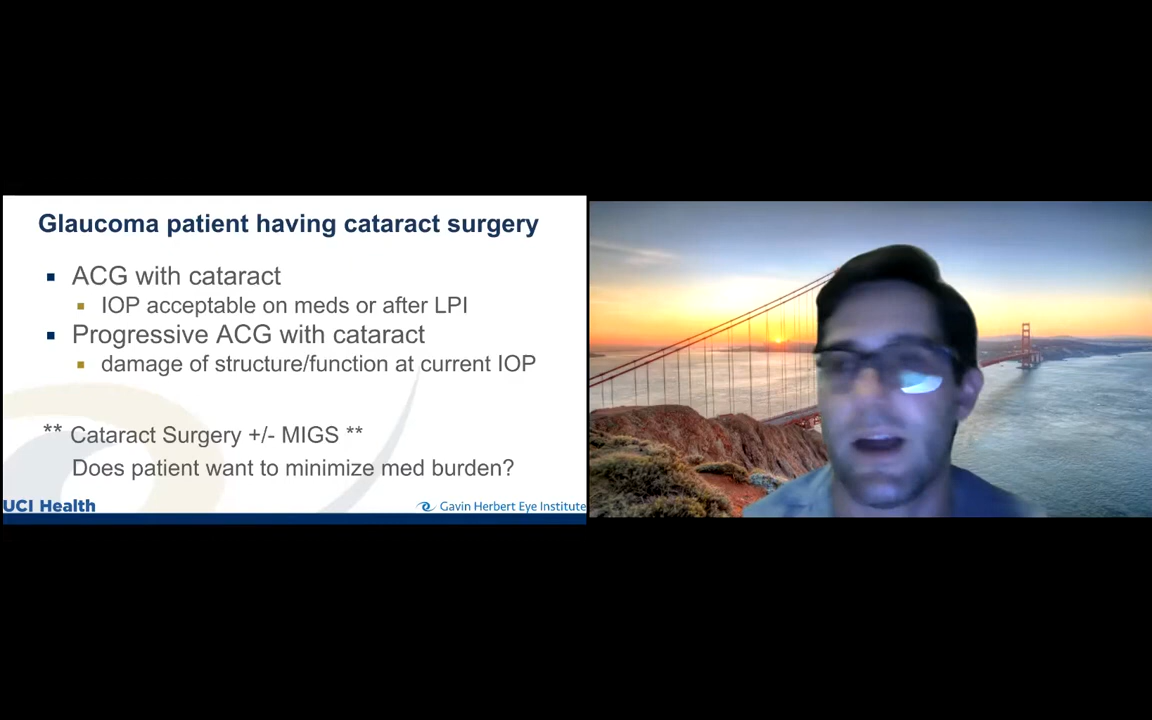 Glaucoma patient having cataract surgery
ACG with cataract
IOP acceptable on meds or after LPI
Progressive ACG with cataract
damage of structure/function at current IOP
** Cataract Surgery +/- MIGS **
Does patient want to minimize med burden?
UCI Health
Gavin Herbert Eye Institute